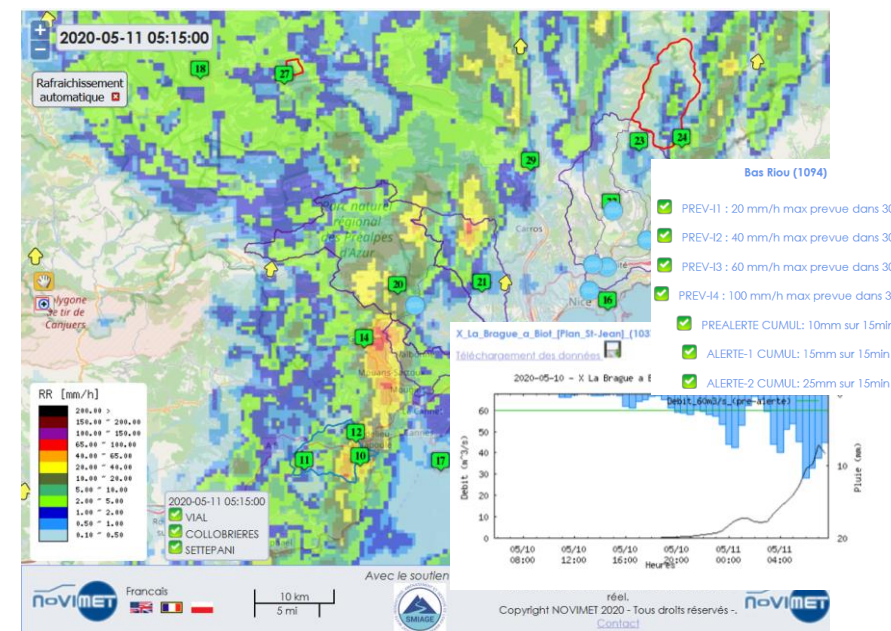 +
2020-05-11 05:15:00
−
Rafraichissement
automatique
18
27
23
24
29
Parc naturel
régional
des Préalpes
d'Azur
Carros
20
21
Nice
16
14
12
11
10
17
Polygone
de tir de
Canjuers
Bas Riou (1094)
PREV-I1 : 20 mm/h max prevue dans 30
PREV-I2 : 40 mm/h max prevue dans 30
PREV-I3 : 60 mm/h max prevue dans 30
PREV-I4 : 100 mm/h max prevue dans 3
PREALERTE CUMUL: 10mm sur 15min
ALERTE-1 CUMUL: 15mm sur 15min
ALERTE-2 CUMUL: 25mm sur 15min
X_La_Brague_a_Biot_[Plan_St-Jean]_(103
Téléchargement des données
2020-05-10 - X La Brague a B
Debit_60m3/s_(pre-alerte)
Debit (m^3/s)
60
50
40
30
20
10
0
0
10
20
Pluie (mm)
05/10 05/10 05/10 05/10 05/11 05/11
08:00 12:00 16:00 20:00 00:00 04:00
Heures
RR [mm/h]
200.00 >
150.00 ~ 200.00
100.00 ~ 150.00
65.00 ~ 100.00
40.00 ~ 65.00
20.00 ~ 40.00
10.00 ~ 20.00
5.00 ~ 10.00
2.00 ~ 5.00
1.00 ~ 2.00
0.50 ~ 1.00
0.10 ~ 0.50
2020-05-11 05:15:00
VIAL
COLLOBRIERES
SETTEPANI
NOVIMET
Francais
10 km
5 mi
Avec le soutien
SMIAGE
réel.
Copyright NOVIMET 2020 - Tous droits réservés -.
Contact
NOVIMET